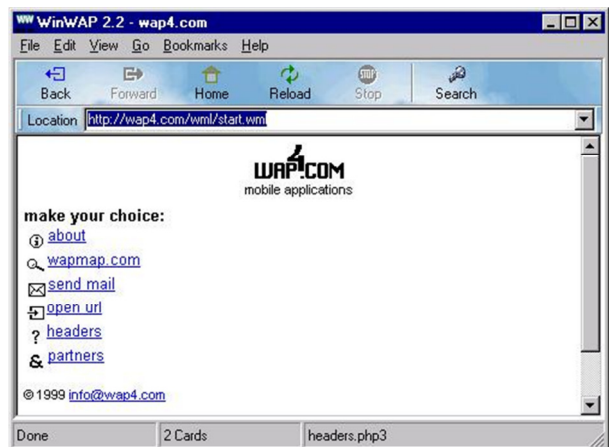 WinWAP 2.2 - wap4.com
File Edit View Go Bookmarks Help
Back Forward Home Reload Stop Search
Location http://wap4.com/wml/start.wml
WAP4.COM
mobile applications
make your choice:
about
wapmap.com
send mail
open url
? headers
& partners
© 1999 info@wap4.com
Done 2 Cards headers.php3